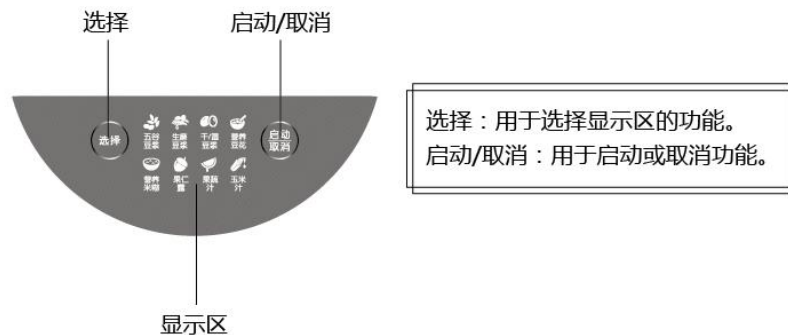 选择
启动/取消
选择
五谷
豆浆
生磨
豆浆
干/湿
豆浆
营养
豆花
启动
取消
营养
米糊
果仁
露
果蔬
汁
玉米
汁
选择：用于选择显示区的功能。
启动/取消：用于启动或取消功能。
显示区